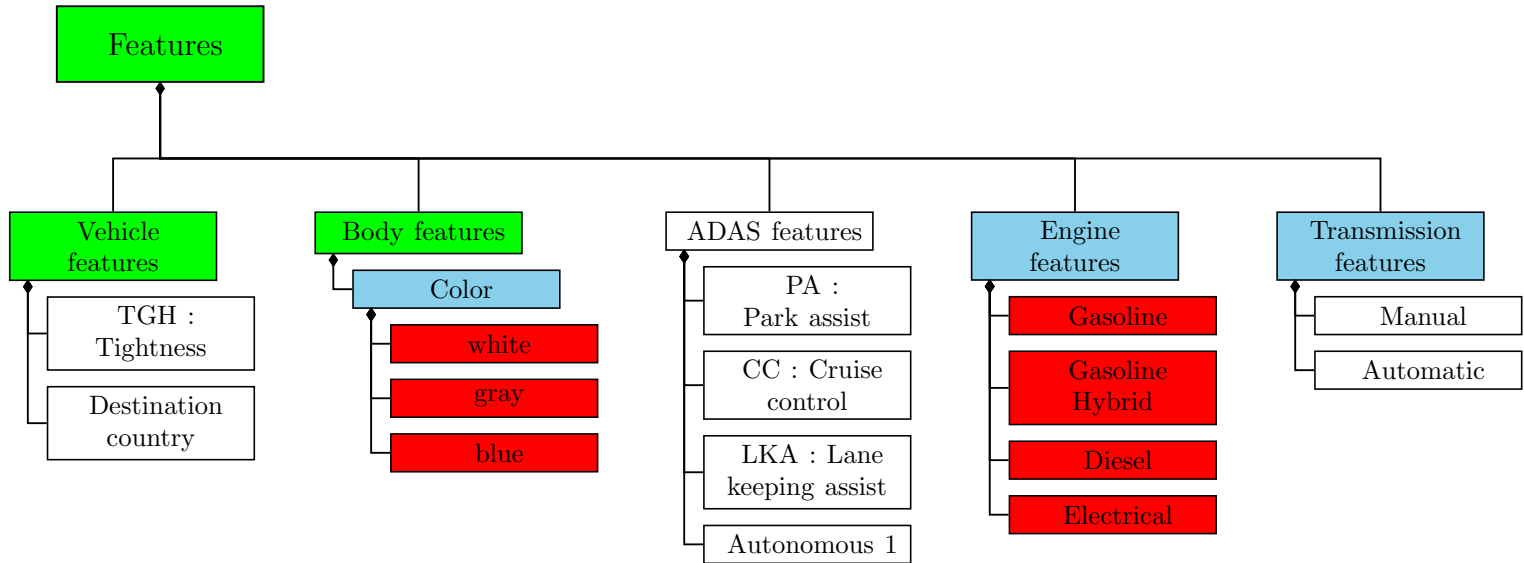 Features
Vehicle
features
TGH :
Tightness
Destination
country
Body features
Color
white
gray
blue
ADAS features
PA :
Park assist
CC : Cruise
control
LKA : Lane
keeping assist
Autonomous 1
Engine
features
Gasoline
Gasoline
Hybrid
Diesel
Electrical
Transmission
features
Manual
Automatic